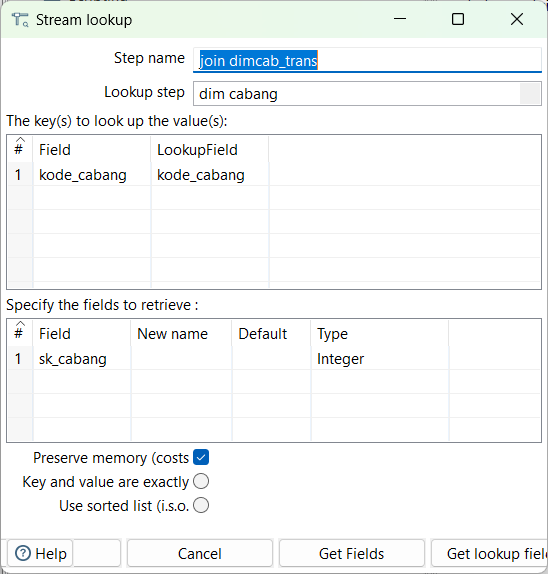 Stream lookup
Step name join dimcab_trans
Lookup step dim cabang
The key(s) to look up the value(s):
# Field LookupField
1 kode_cabang kode_cabang
Specify the fields to retrieve :
# Field New name Default Type
1 sk_cabang Integer
Preserve memory (costs
Key and value are exactly
Use sorted list (i.s.o.
Help Cancel Get Fields Get lookup fiel